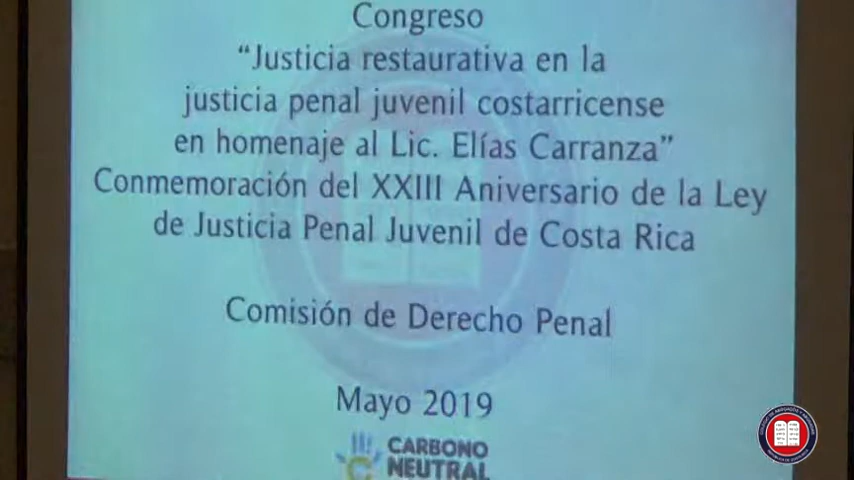 Congreso
“Justicia restaurativa en la
justicia penal juvenil costarricense
en homenaje al Lic. Elías Carranza”
Conmemoración del XXIII Aniversario de la Ley
de Justicia Penal Juvenil de Costa Rica
Comisión de Derecho Penal
Mayo 2019
CARBONO
NEUTRAL